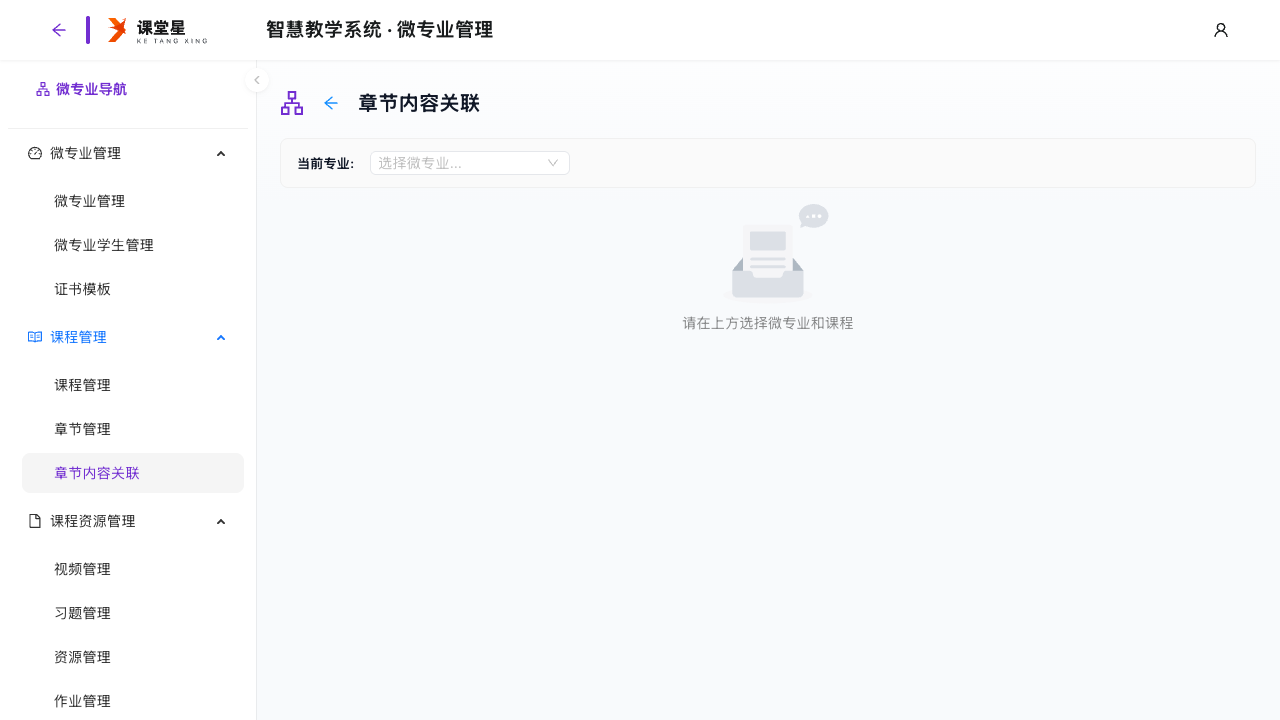 课堂星
KE TANG XING
智慧教学系统 · 微专业管理
微专业导航
微专业管理
微专业管理
微专业学生管理
证书模板
课程管理
课程管理
章节管理
章节内容关联
课程资源管理
视频管理
习题管理
资源管理
作业管理
章节内容关联
当前专业:
选择微专业...
请在上方选择微专业和课程